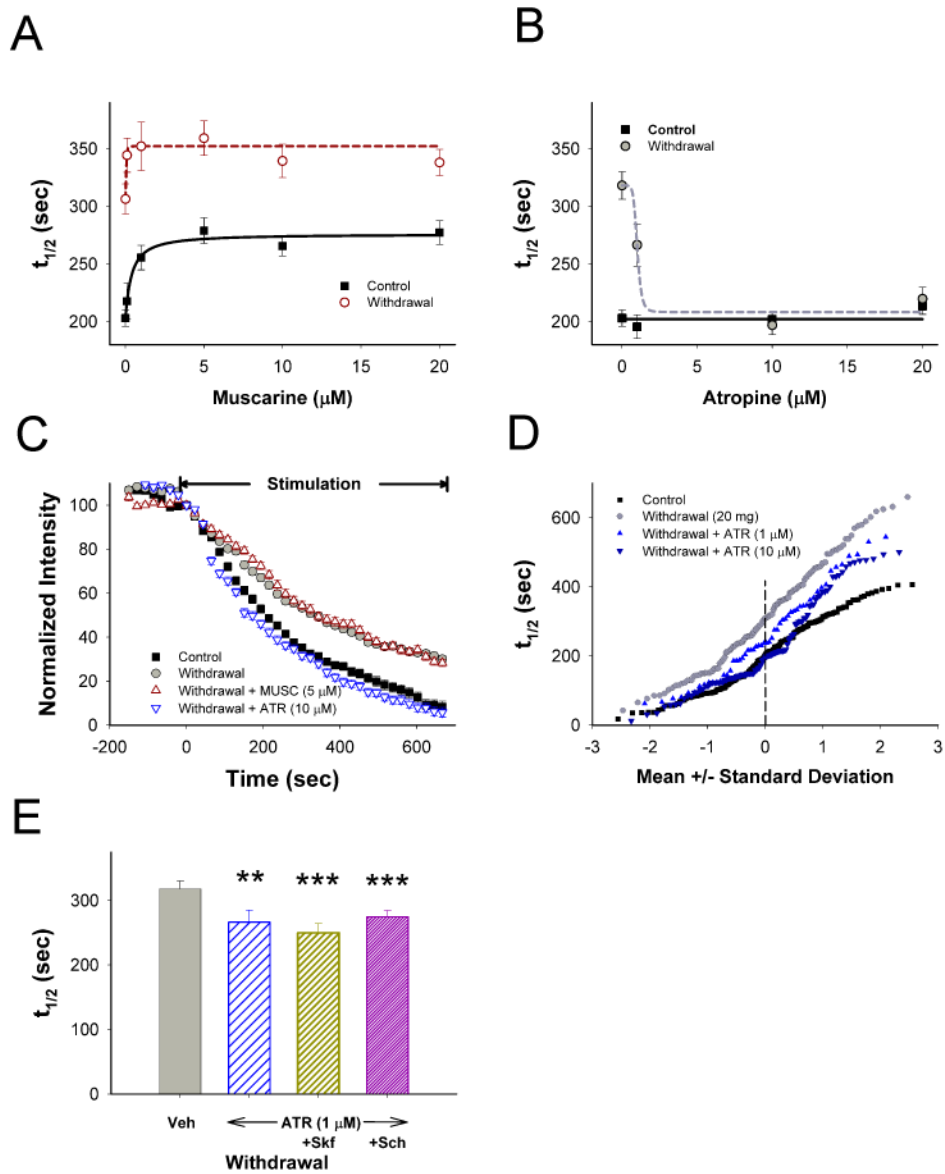 A
t1/2 (sec)
350
300
250
200
Control
Withdrawal
0 5 10 15 20
Muscarine (μM)
B
t1/2 (sec)
350
300
250
200
Control
Withdrawal
0 5 10 15 20
Atropine (μM)
C
Normalized Intensity
100
80
60
40
20
0
Stimulation
Control
Withdrawal
Withdrawal + MUSC (5 μM)
Withdrawal + ATR (10 μM)
-200 0 200 400 600
Time (sec)
D
t1/2 (sec)
600
400
200
0
Control
Withdrawal (20 mg)
Withdrawal + ATR (1 μM)
Withdrawal + ATR (10 μM)
-3 -2 -1 0 1 2 3
Mean +/- Standard Deviation
E
t1/2 (sec)
300
200
100
0
** *** ***
Veh
ATR (1 μM)
+Skf +Sch
Withdrawal